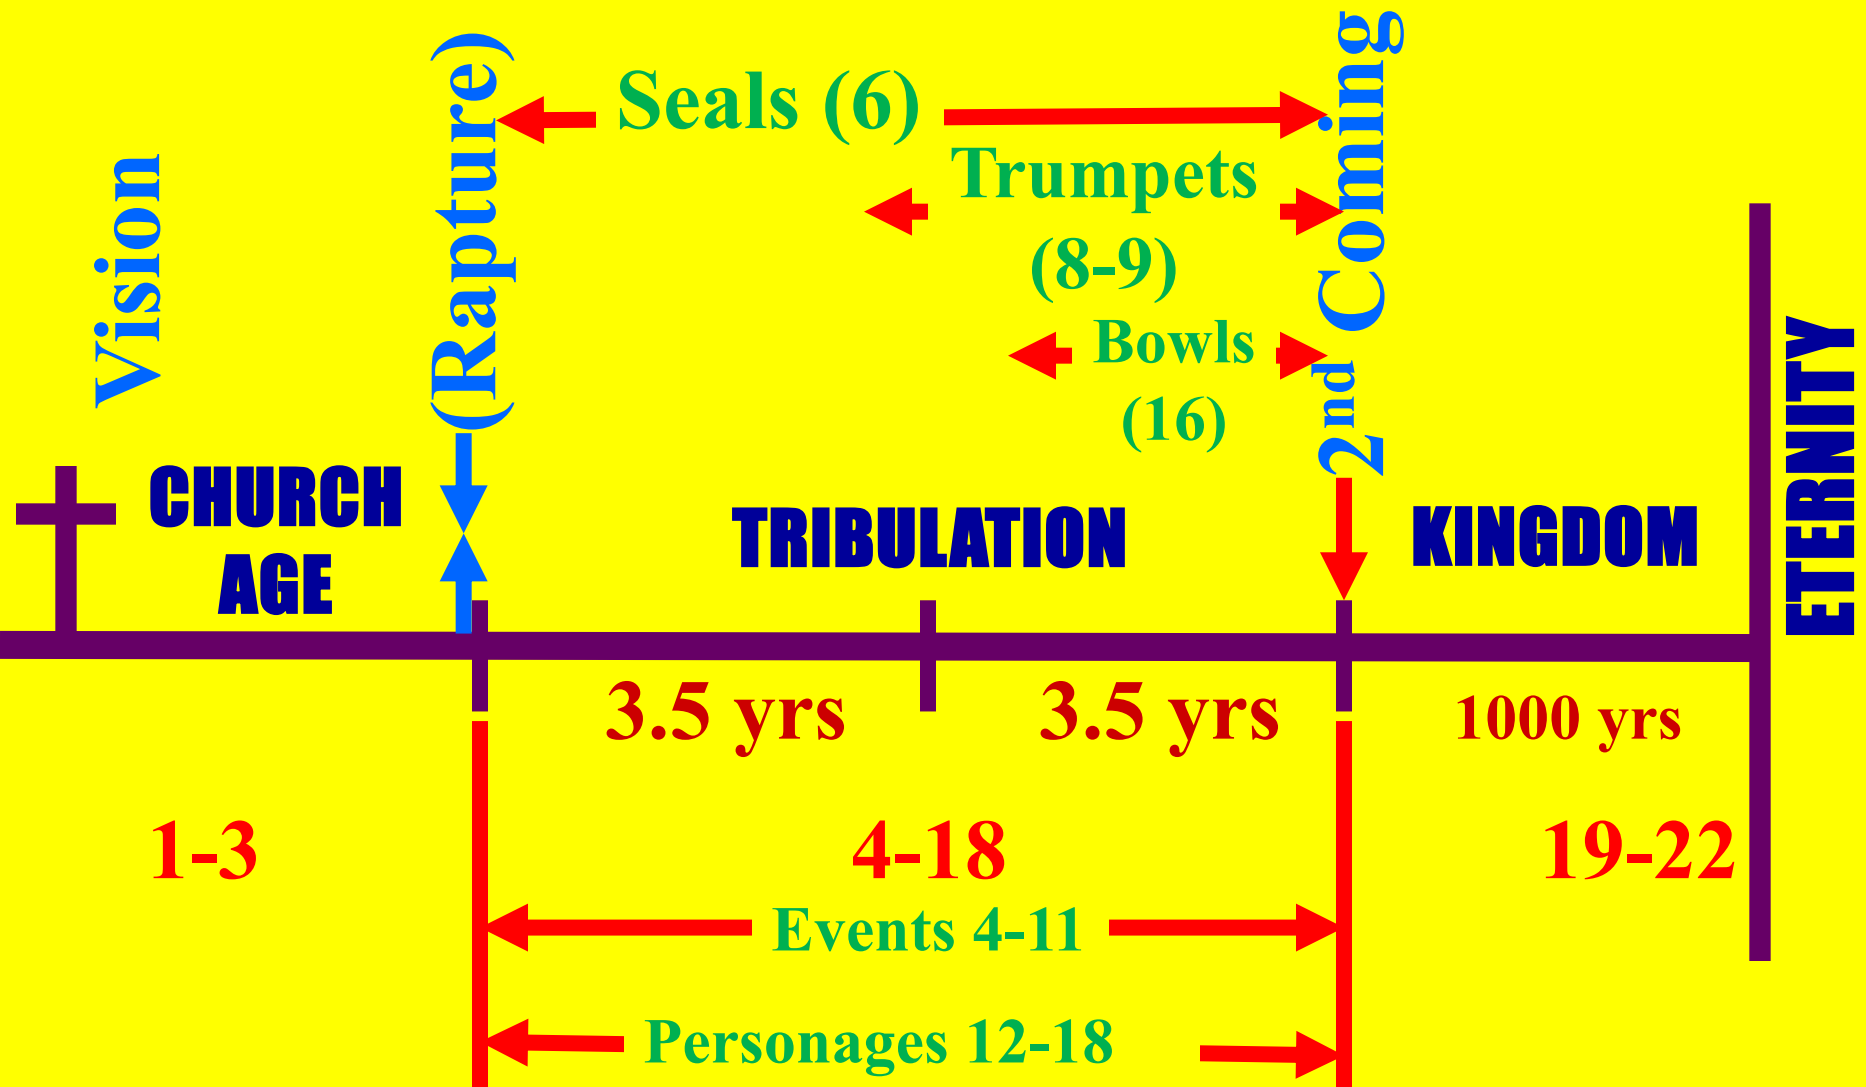 Vision
(Rapture)
Seals (6)
Trumpets
(8-9)
Bowls
(16)
2nd Coming
CHURCH
AGE
TRIBULATION
KINGDOM
ETERNITY
3.5 yrs
3.5 yrs
1000 yrs
1-3
4-18
19-22
Events 4-11
Personages 12-18